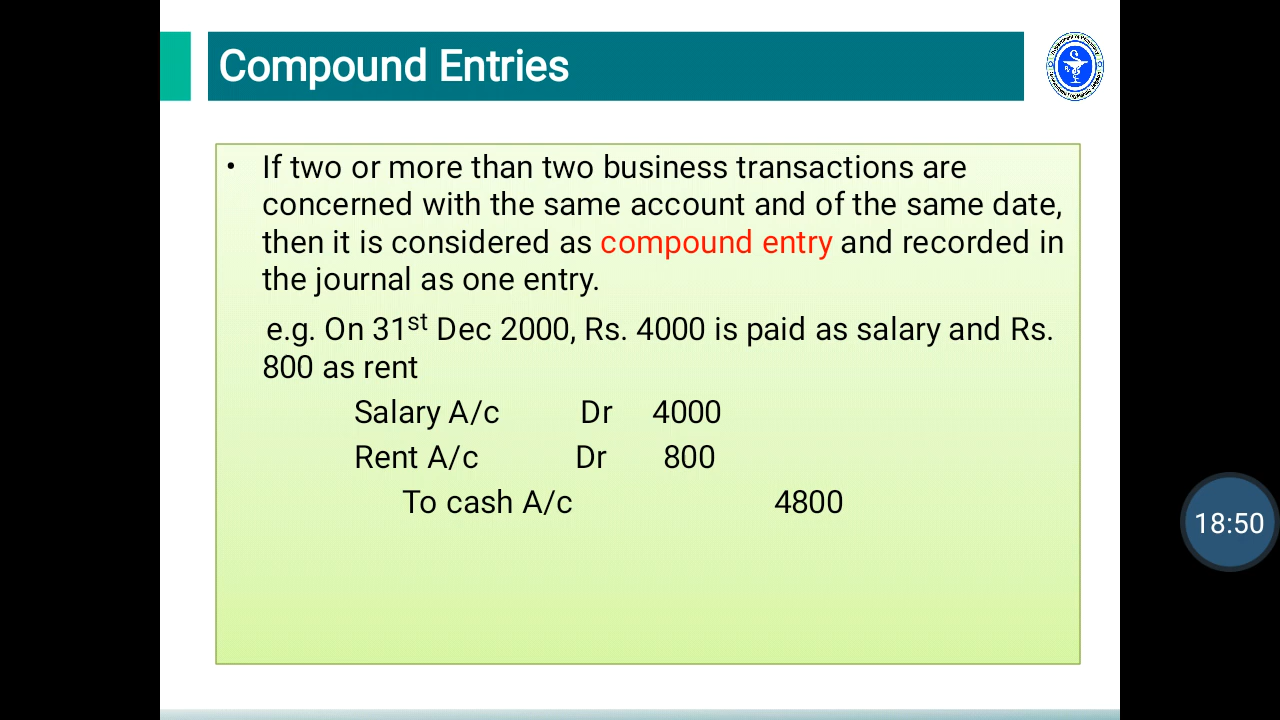 Compound Entries
• If two or more than two business transactions are
concerned with the same account and of the same date,
then it is considered as compound entry and recorded in
the journal as one entry.
e.g. On 31st Dec 2000, Rs. 4000 is paid as salary and Rs.
800 as rent
Salary A/c Dr 4000
Rent A/c Dr 800
To cash A/c 4800
18:50